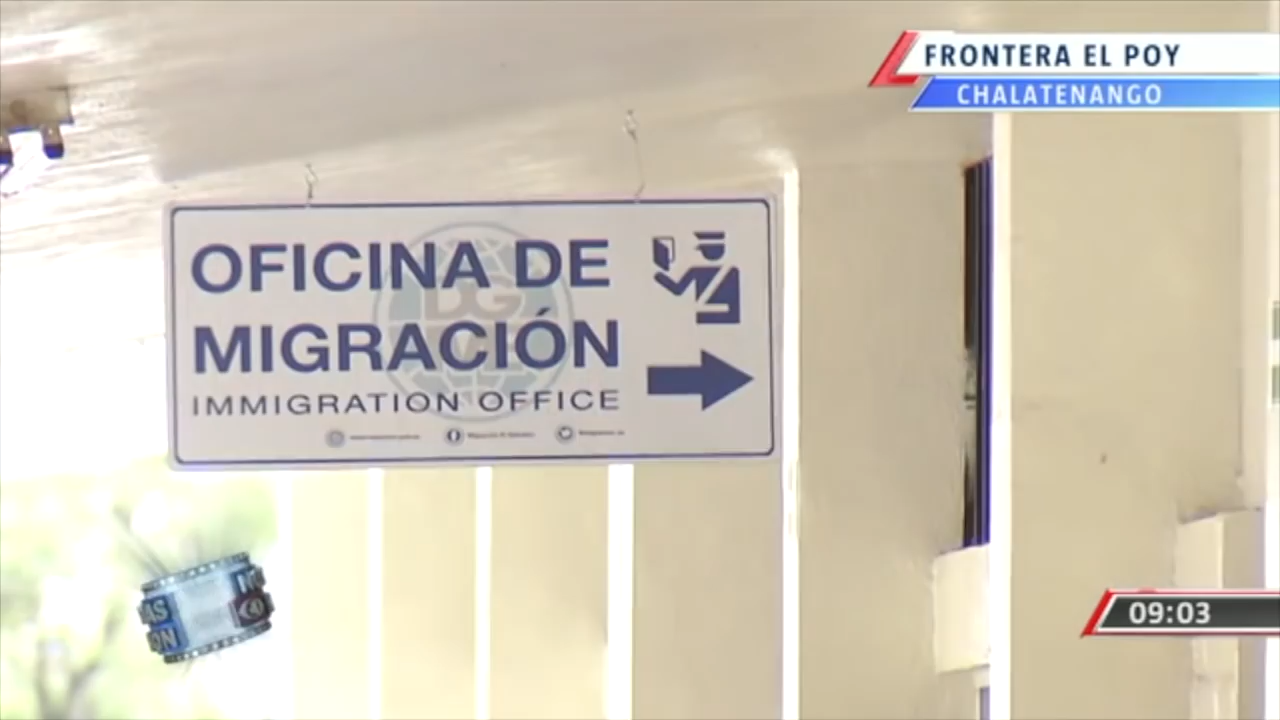 FRONTERA EL POY
CHALATENANGO
OFICINA DE
MIGRACIÓN
IMMIGRATION OFFICE
09:03